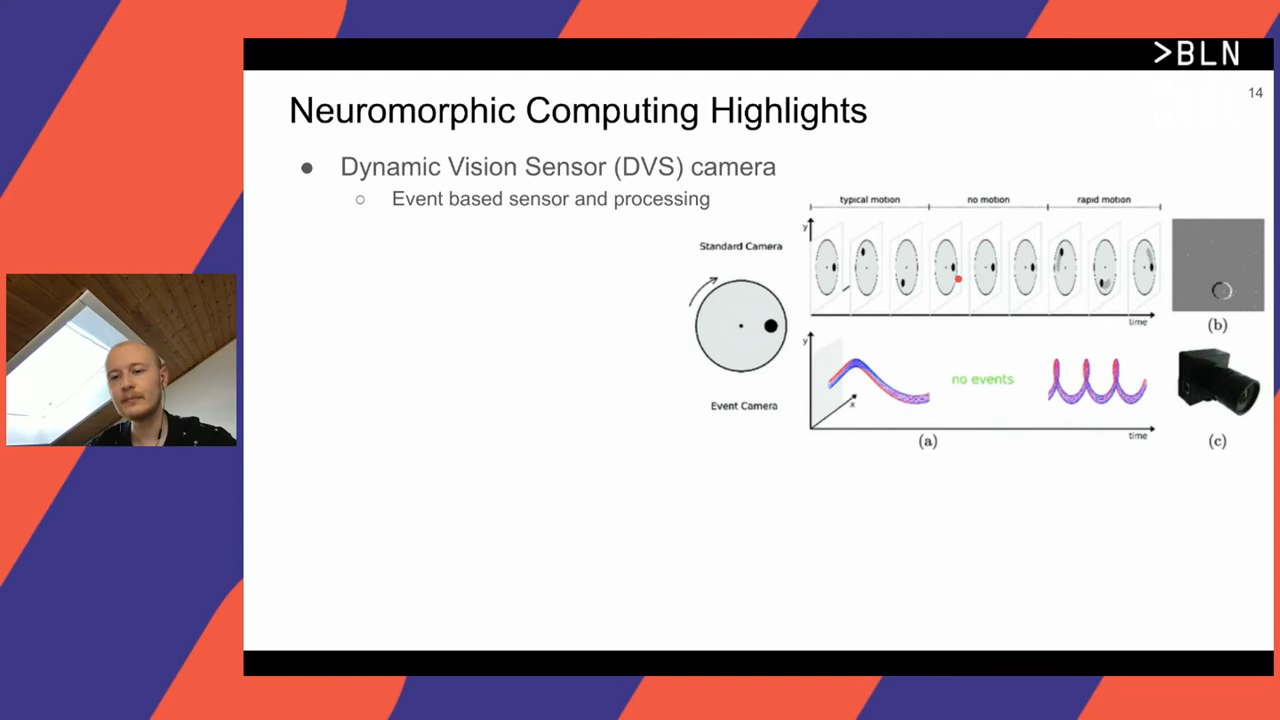 >BLN
14
Neuromorphic Computing Highlights
● Dynamic Vision Sensor (DVS) camera
○ Event based sensor and processing
typical motion
no motion
rapid motion
y
Standard Camera
time
(b)
y
no events
x
Event Camera
time
(a)
(c)